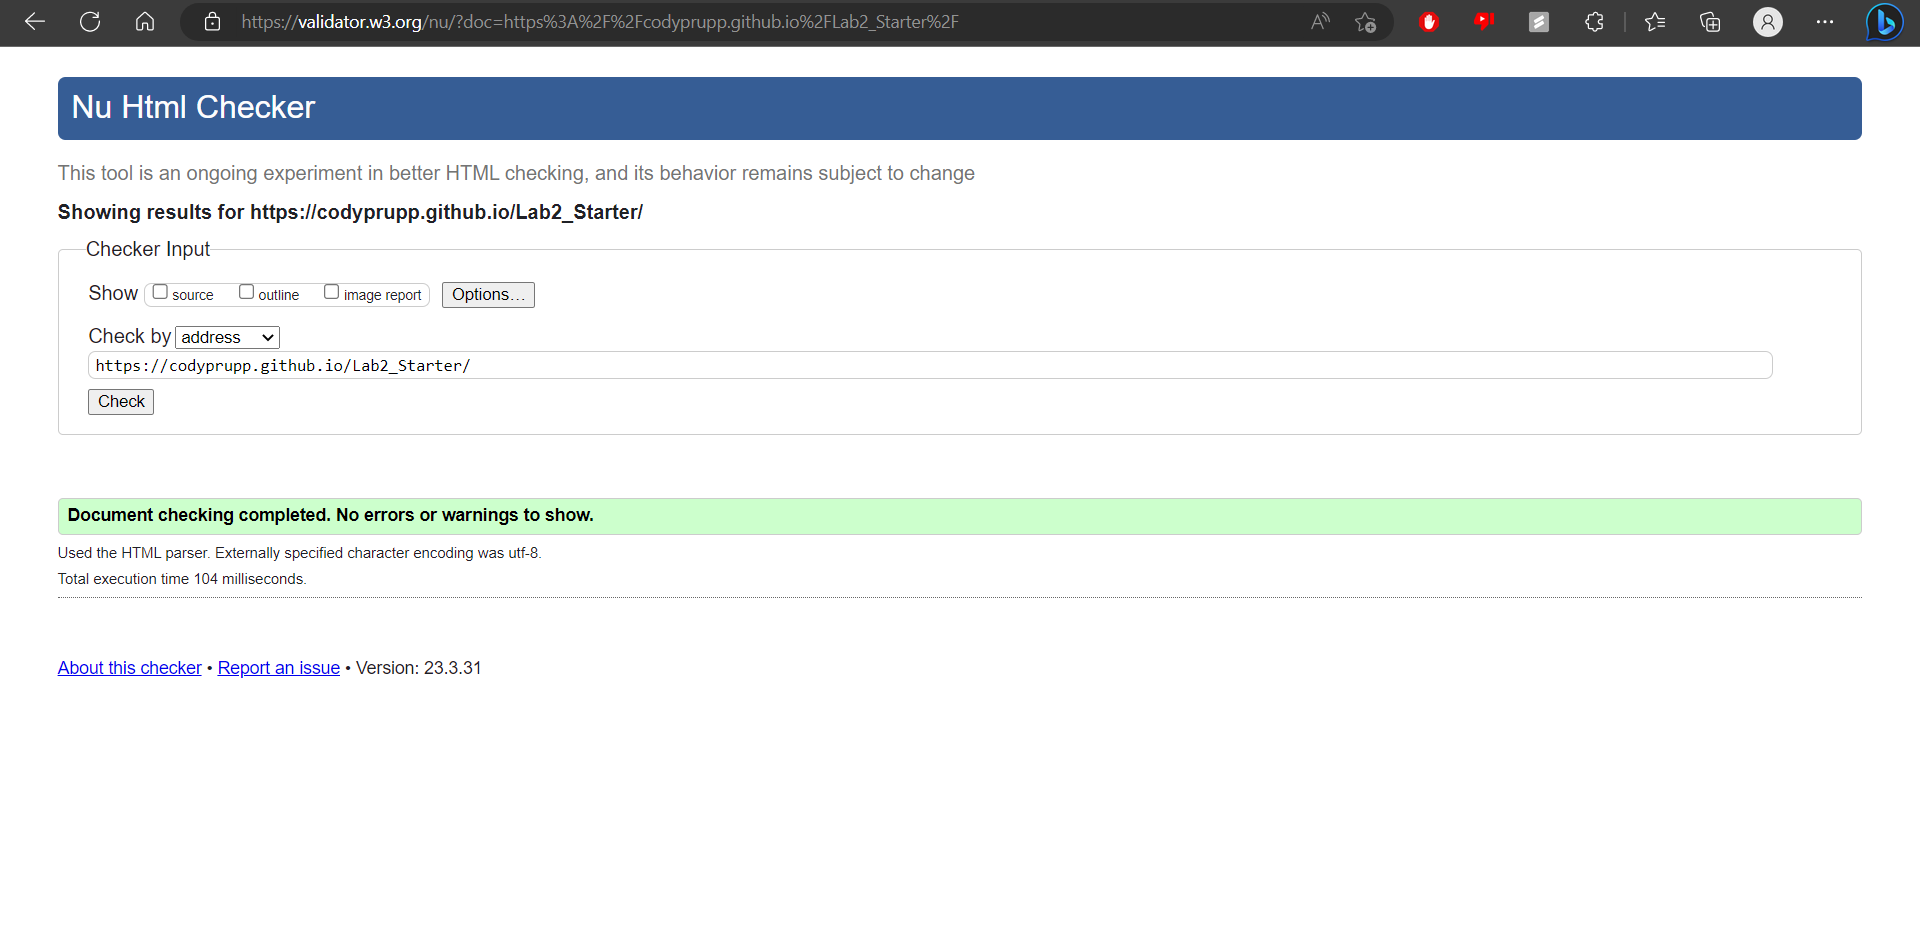 https://validator.w3.org/nu/?doc=https%3A%2F%2Fcodyprupp.github.io%2FLab2_Starter%2F
Nu Html Checker
This tool is an ongoing experiment in better HTML checking, and its behavior remains subject to change
Showing results for https://codyprupp.github.io/Lab2_Starter/
Checker Input
Show source outline image report Options...
Check by address
https://codyprupp.github.io/Lab2_Starter/
Check
Document checking completed. No errors or warnings to show.
Used the HTML parser. Externally specified character encoding was utf-8.
Total execution time 104 milliseconds.
About this checker • Report an issue • Version: 23.3.31